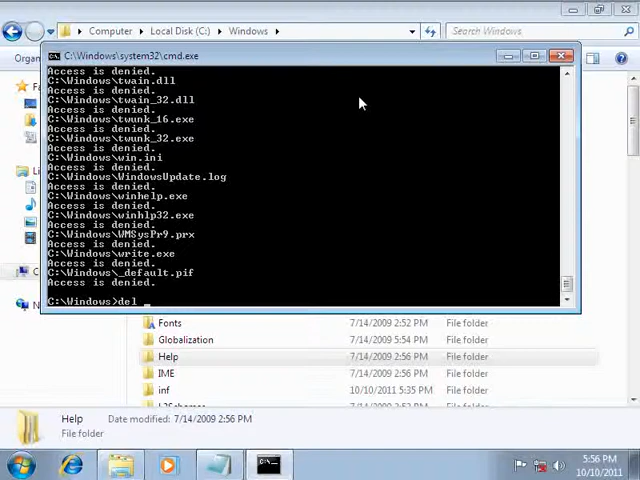 Computer ▸ Local Disk (C:) ▸ Windows ▸
Search Windows
C:\Windows\system32\cmd.exe
Access is denied.
C:\Windows\twain.dll
Access is denied.
C:\Windows\twain_32.dll
Access is denied.
C:\Windows\twunk_16.exe
Access is denied.
C:\Windows\twunk_32.exe
Access is denied.
C:\Windows\win.ini
Access is denied.
C:\Windows\WindowsUpdate.log
Access is denied.
C:\Windows\winhelp.exe
Access is denied.
C:\Windows\winhlp32.exe
Access is denied.
C:\Windows\WMSysPr9.prx
Access is denied.
C:\Windows\write.exe
Access is denied.
C:\Windows\_default.pif
Access is denied.
C:\Windows>del _
Organ
Fa
Li
C
N
Fonts 7/14/2009 2:52 PM File folder
Globalization 7/14/2009 2:56 PM File folder
Help 7/14/2009 2:56 PM File folder
IME 7/14/2009 2:56 PM File folder
inf 10/10/2011 5:35 PM File folder
Help Date modified: 7/14/2009 2:56 PM
File folder
5:56 PM
10/10/2011